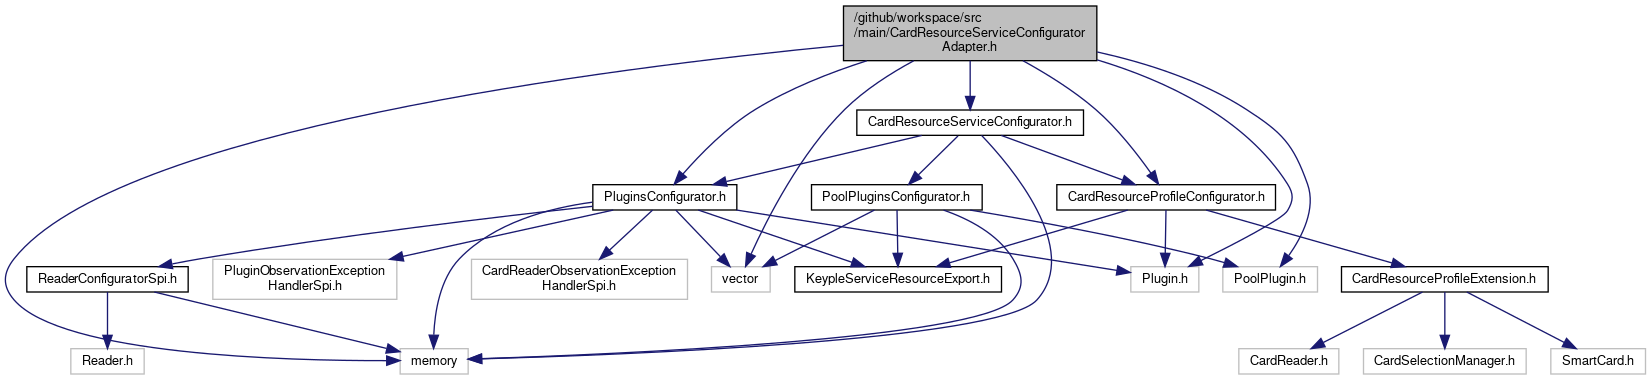 /github/workspace/src
/main/CardResourceServiceConfigurator
Adapter.h
CardResourceServiceConfigurator.h
PluginsConfigurator.h
PoolPluginsConfigurator.h
CardResourceProfileConfigurator.h
ReaderConfiguratorSpi.h
PluginObservationException
HandlerSpi.h
CardReaderObservationException
HandlerSpi.h
vector
KeypleServiceResourceExport.h
Plugin.h
PoolPlugin.h
CardResourceProfileExtension.h
Reader.h
memory
CardReader.h
CardSelectionManager.h
SmartCard.h